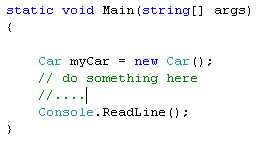 static void Main(string[] args)
{
Car myCar = new Car();
// do something here
//....
Console.ReadLine();
}